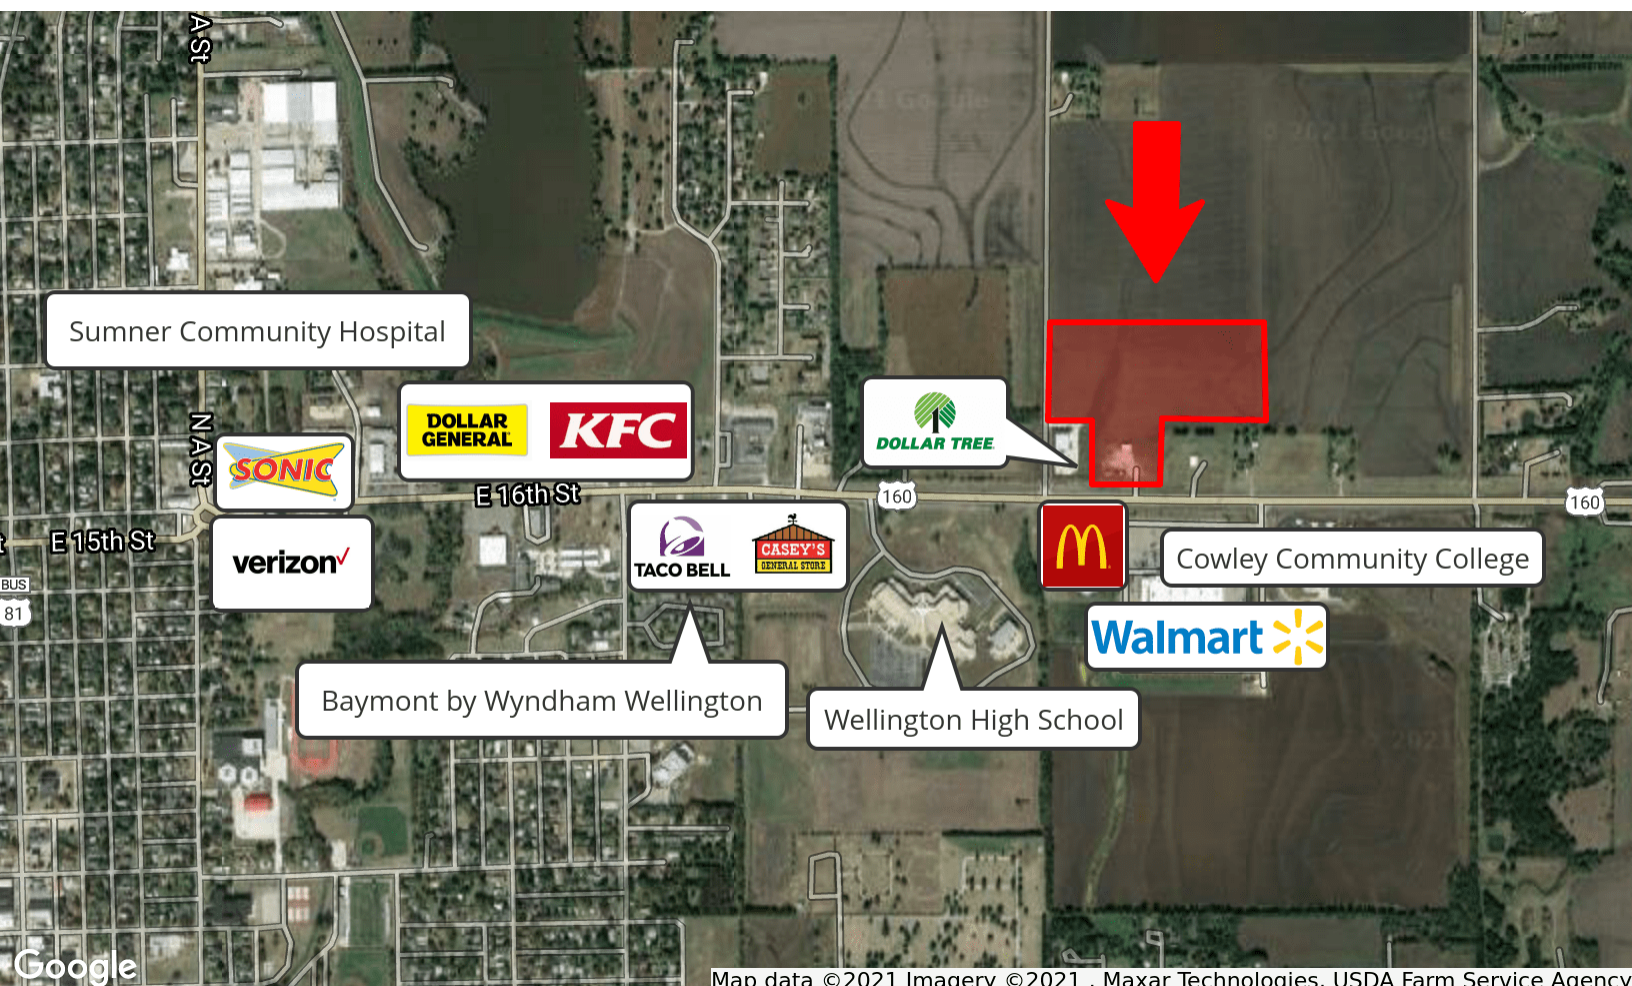 A St
Sumner Community Hospital
N A St
SONIC
DOLLAR
GENERAL
KFC
DOLLAR TREE
E 16th St
160
160
E 15th St
verizon
TACO BELL
CASEY'S
GENERAL STORE
Cowley Community College
BUS
81
Walmart
Baymont by Wyndham Wellington
Wellington High School
Google
Map data ©2021 Imagery ©2021 , Maxar Technologies, USDA Farm Service Agency